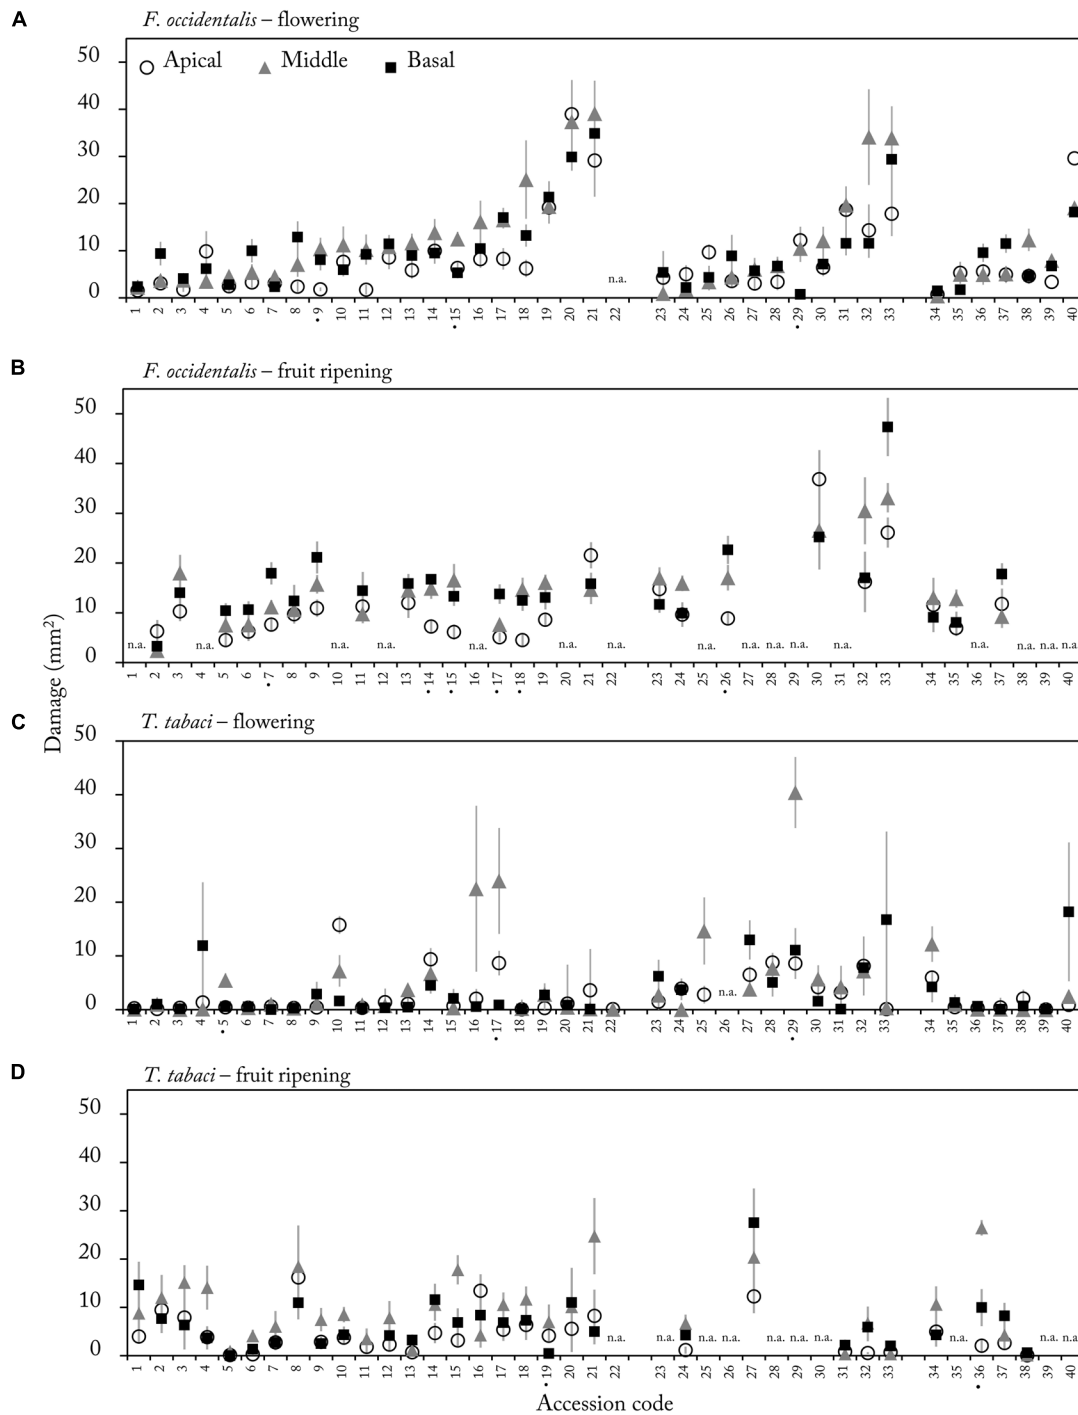 A
F. occidentalis – flowering
Apical Middle Basal
50
40
30
20
10
0
n.a.
1 2 3 4 5 6 7 8 9 10 11 12 13 14 15 16 17 18 19 20 21 22 23 24 25 26 27 28 29 30 31 32 33 34 35 36 37 38 39 40
B
F. occidentalis – fruit ripening
50
40
30
20
10
0
n.a. n.a. n.a. n.a. n.a. n.a. n.a. n.a. n.a. n.a. n.a. n.a. n.a. n.a. n.a. n.a.
1 2 3 4 5 6 7 8 9 10 11 12 13 14 15 16 17 18 19 20 21 22 23 24 25 26 27 28 29 30 31 32 33 34 35 36 37 38 39 40
Damage (mm²)
C
T. tabaci – flowering
50
40
30
20
10
0
n.a.
1 2 3 4 5 6 7 8 9 10 11 12 13 14 15 16 17 18 19 20 21 22 23 24 25 26 27 28 29 30 31 32 33 34 35 36 37 38 39 40
D
T. tabaci – fruit ripening
50
40
30
20
10
0
n.a. n.a. n.a. n.a. n.a. n.a. n.a. n.a. n.a. n.a.
1 2 3 4 5 6 7 8 9 10 11 12 13 14 15 16 17 18 19 20 21 22 23 24 25 26 27 28 29 30 31 32 33 34 35 36 37 38 39 40
Accession code